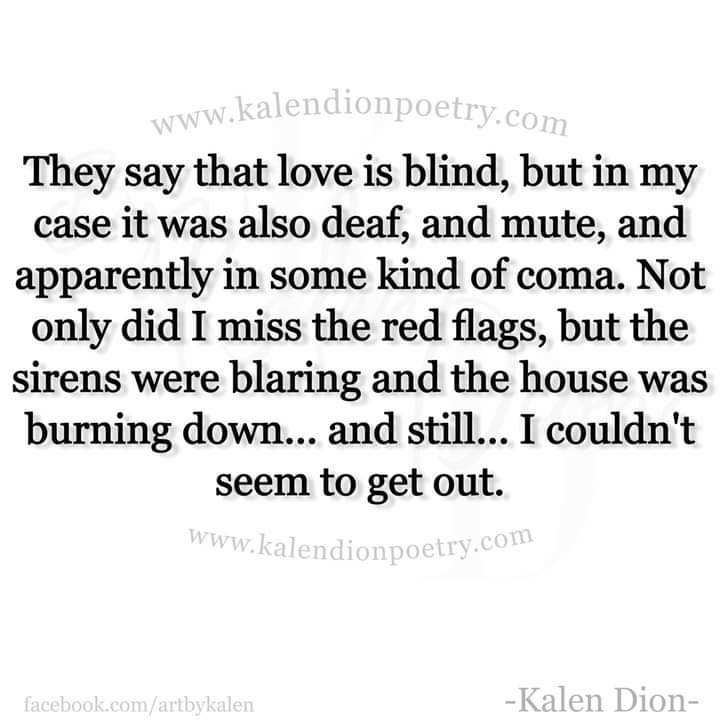 www.kalendionpoetry.com
They say that love is blind, but in my
case it was also deaf, and mute, and
apparently in some kind of coma. Not
only did I miss the red flags, but the
sirens were blaring and the house was
burning down... and still... I couldn't
seem to get out.
www.kalendionpoetry.com
facebook.com/artbykalen
-Kalen Dion-